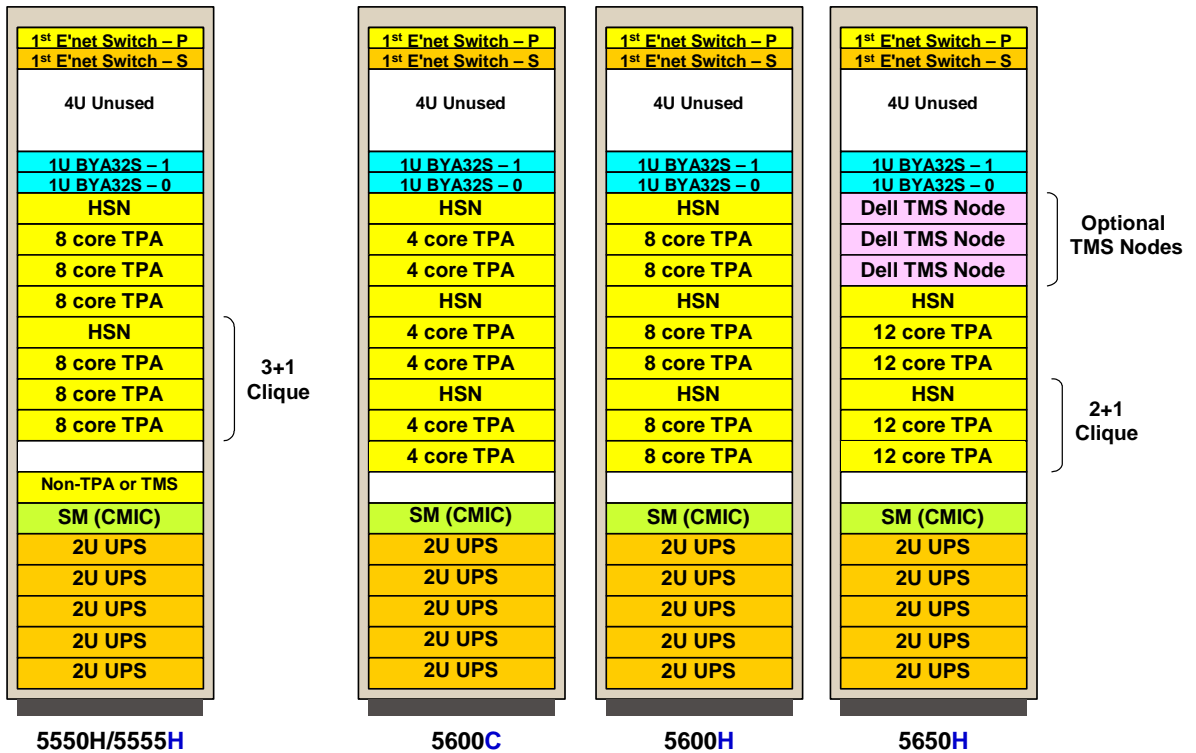 1st E'net Switch – P
1st E'net Switch – S
4U Unused
1U BYA32S – 1
1U BYA32S – 0
HSN
8 core TPA
8 core TPA
8 core TPA
HSN
8 core TPA
8 core TPA
8 core TPA
Non-TPA or TMS
SM (CMIC)
2U UPS
2U UPS
2U UPS
2U UPS
2U UPS
5550H/5555H
3+1
Clique
1st E'net Switch – P
1st E'net Switch – S
4U Unused
1U BYA32S – 1
1U BYA32S – 0
HSN
4 core TPA
4 core TPA
HSN
4 core TPA
4 core TPA
HSN
4 core TPA
4 core TPA
SM (CMIC)
2U UPS
2U UPS
2U UPS
2U UPS
2U UPS
5600C
1st E'net Switch – P
1st E'net Switch – S
4U Unused
1U BYA32S – 1
1U BYA32S – 0
HSN
8 core TPA
8 core TPA
HSN
8 core TPA
8 core TPA
HSN
8 core TPA
8 core TPA
SM (CMIC)
2U UPS
2U UPS
2U UPS
2U UPS
2U UPS
5600H
1st E'net Switch – P
1st E'net Switch – S
4U Unused
1U BYA32S – 1
1U BYA32S – 0
Dell TMS Node
Dell TMS Node
Dell TMS Node
HSN
12 core TPA
12 core TPA
HSN
12 core TPA
12 core TPA
SM (CMIC)
2U UPS
2U UPS
2U UPS
2U UPS
2U UPS
5650H
Optional
TMS Nodes
2+1
Clique